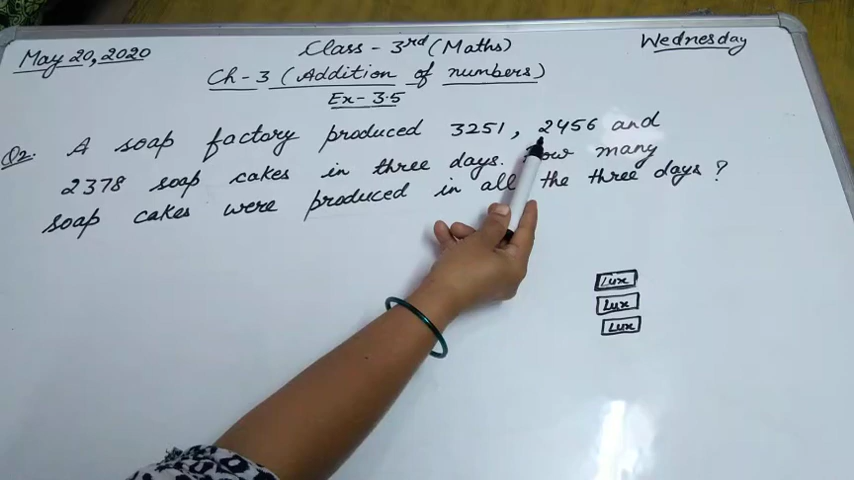 May 20, 2020
Class - 3rd (Maths)
Wednesday
Ch-3 (Addition of numbers)
Ex-3.5
Q2. A soap factory produced 3251, 2456 and
2378 soap cakes in three days. How many
soap cakes were produced in all the three days ?
Lux
Lux
Lux